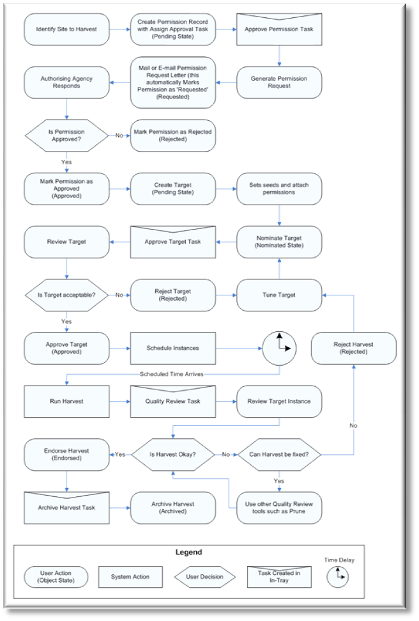 Identify Site to Harvest
Create Permission Record
with Assign Approval Task
(Pending State)
Approve Permission Task
Authorising Agency
Responds
Mail or E-mail Permission
Request Letter (this
automatically Marks
Permission as 'Requested')
(Requested)
Generate Permission
Request
Is Permission
Approved?
No
Mark Permission as Rejected
(Rejected)
Yes
Mark Permission as
Approved
(Approved)
Create Target
(Pending State)
Sets seeds and attach
permissions
Review Target
Approve Target Task
Nominate Target
(Nominated State)
Is Target acceptable?
No
Reject Target
(Rejected)
Tune Target
Yes
Approve Target
(Approved)
Schedule Instances
Reject Harvest
(Rejected)
Scheduled Time Arrives
Run Harvest
Quality Review Task
Review Target Instance
No
Endorse Harvest
(Endorsed)
Yes
Is Harvest Okay?
No
Can Harvest be fixed?
Yes
Archive Harvest Task
Archive Harvest
(Archived)
Use other Quality Review
tools such as Prune
Legend
Time Delay
User Action
(Object State)
System Action
User Decision
Task Created in
In-Tray